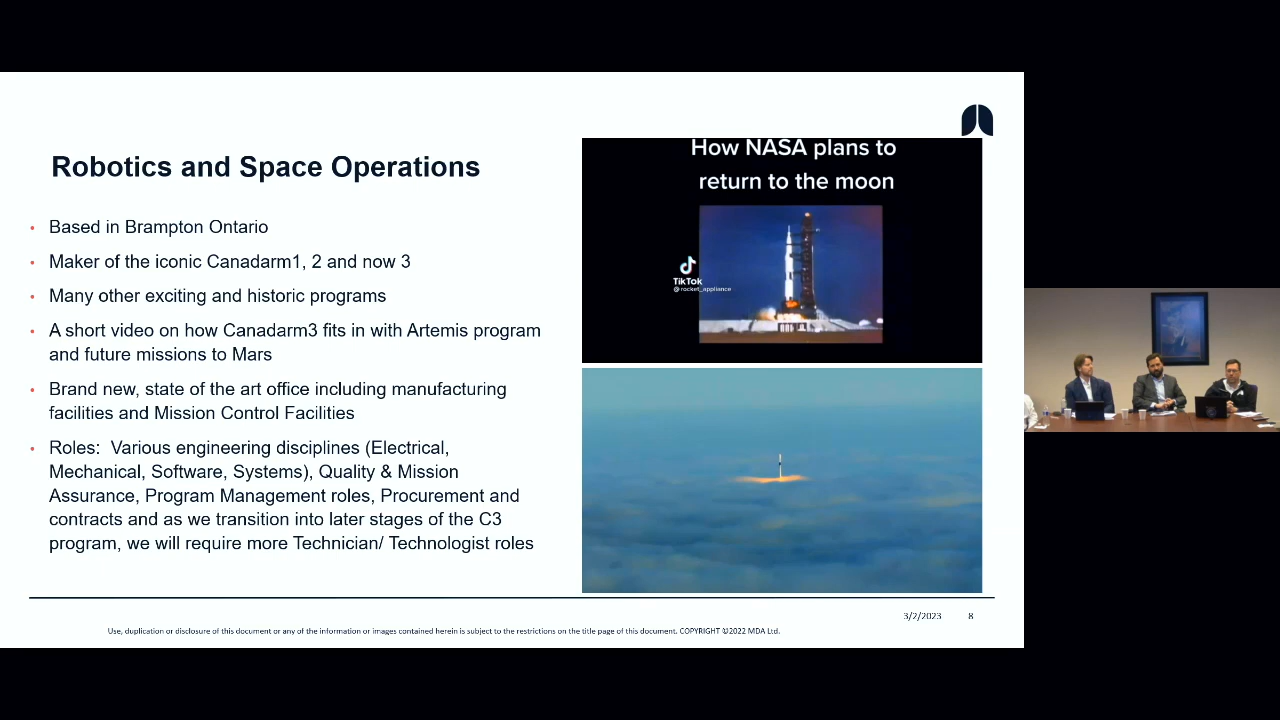 Robotics and Space Operations
• Based in Brampton Ontario
• Maker of the iconic Canadarm1, 2 and now 3
• Many other exciting and historic programs
• A short video on how Canadarm3 fits in with Artemis program
and future missions to Mars
• Brand new, state of the art office including manufacturing
facilities and Mission Control Facilities
• Roles:  Various engineering disciplines (Electrical,
Mechanical, Software, Systems), Quality & Mission
Assurance, Program Management roles, Procurement and
contracts and as we transition into later stages of the C3
program, we will require more Technician/ Technologist roles
How NASA plans to
return to the moon
TikTok
@rocket_appliance
3/2/2023 8
Use, duplication or disclosure of this document or any of the information or images contained herein is subject to the restrictions on the title page of this document. COPYRIGHT ©2022 MDA Ltd.